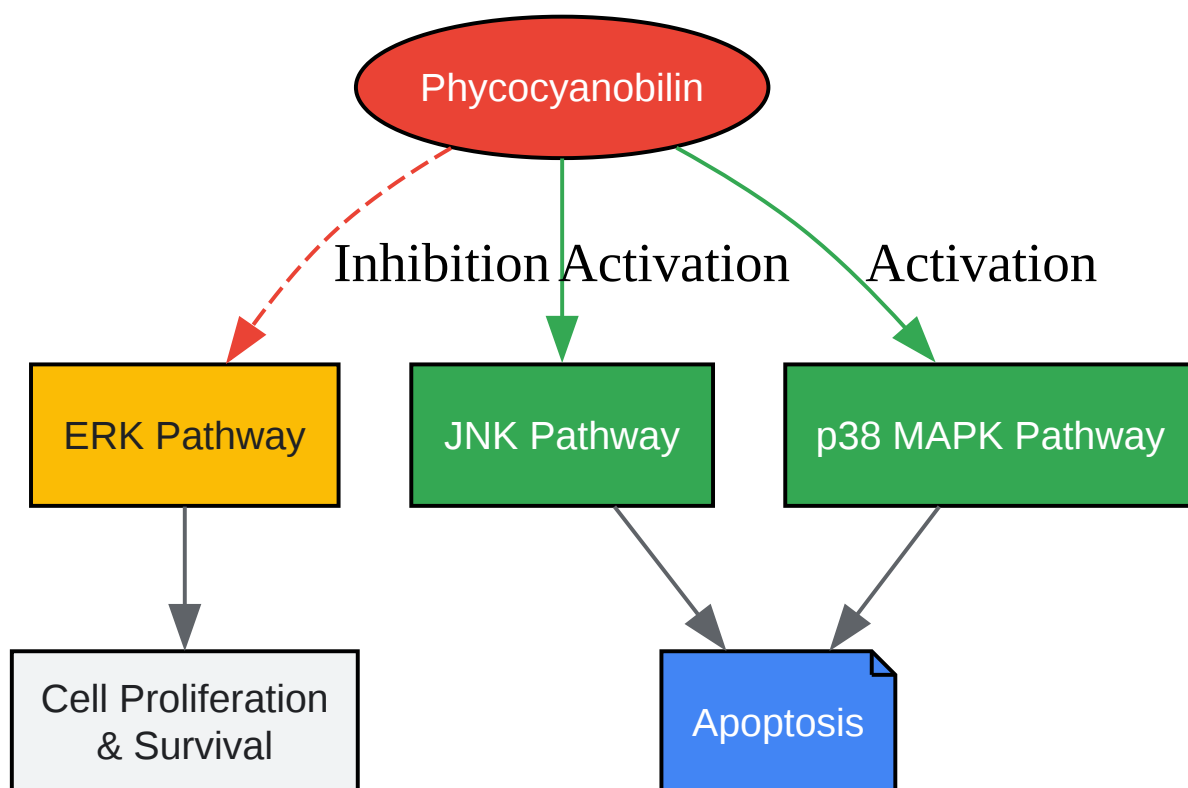 Phycocyanobilin
Inhibition
Activation
Activation
ERK Pathway
JNK Pathway
p38 MAPK Pathway
Cell Proliferation
& Survival
Apoptosis